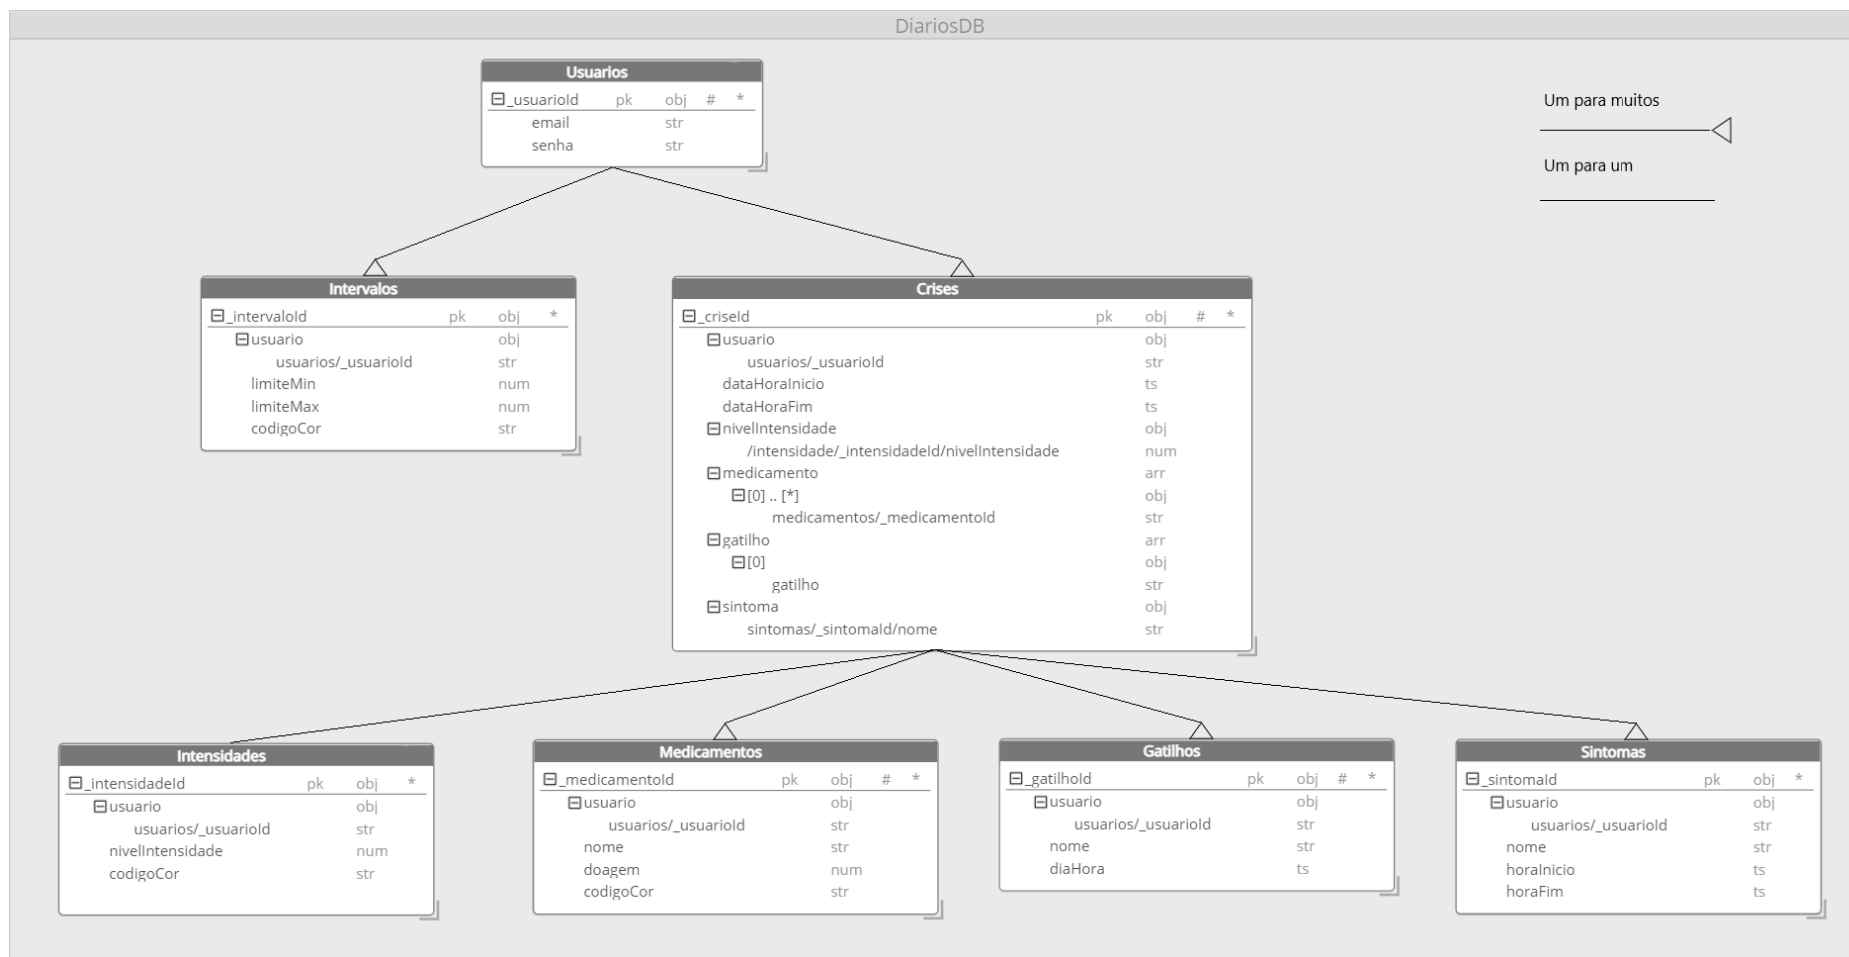 DiariosDB
Usuarios
_usuarioId pk obj # *
email str
senha str
Um para muitos
Um para um
Intervalos
_intervaloId pk obj *
usuario obj
usuarios/_usuarioId str
limiteMin num
limiteMax num
codigoCor str
Crises
_criseId pk obj # *
usuario obj
usuarios/_usuarioId str
dataHoraInicio ts
dataHoraFim ts
nivelIntensidade obj
/intensidade/_intensidadeId/nivelIntensidade num
medicamento arr
[0] .. [*] obj
medicamentos/_medicamentoId str
gatilho arr
[0] obj
gatilho str
sintoma obj
sintomas/_sintomaId/nome str
Intensidades
_intensidadeId pk obj *
usuario obj
usuarios/_usuarioId str
nivelIntensidade num
codigoCor str
Medicamentos
_medicamentoId pk obj # *
usuario obj
usuarios/_usuarioId str
nome str
doagem num
codigoCor str
Gatilhos
_gatilhoId pk obj # *
usuario obj
usuarios/_usuarioId str
nome str
diaHora ts
Sintomas
_sintomaId pk obj *
usuario obj
usuarios/_usuarioId str
nome str
horaInicio ts
horaFim ts